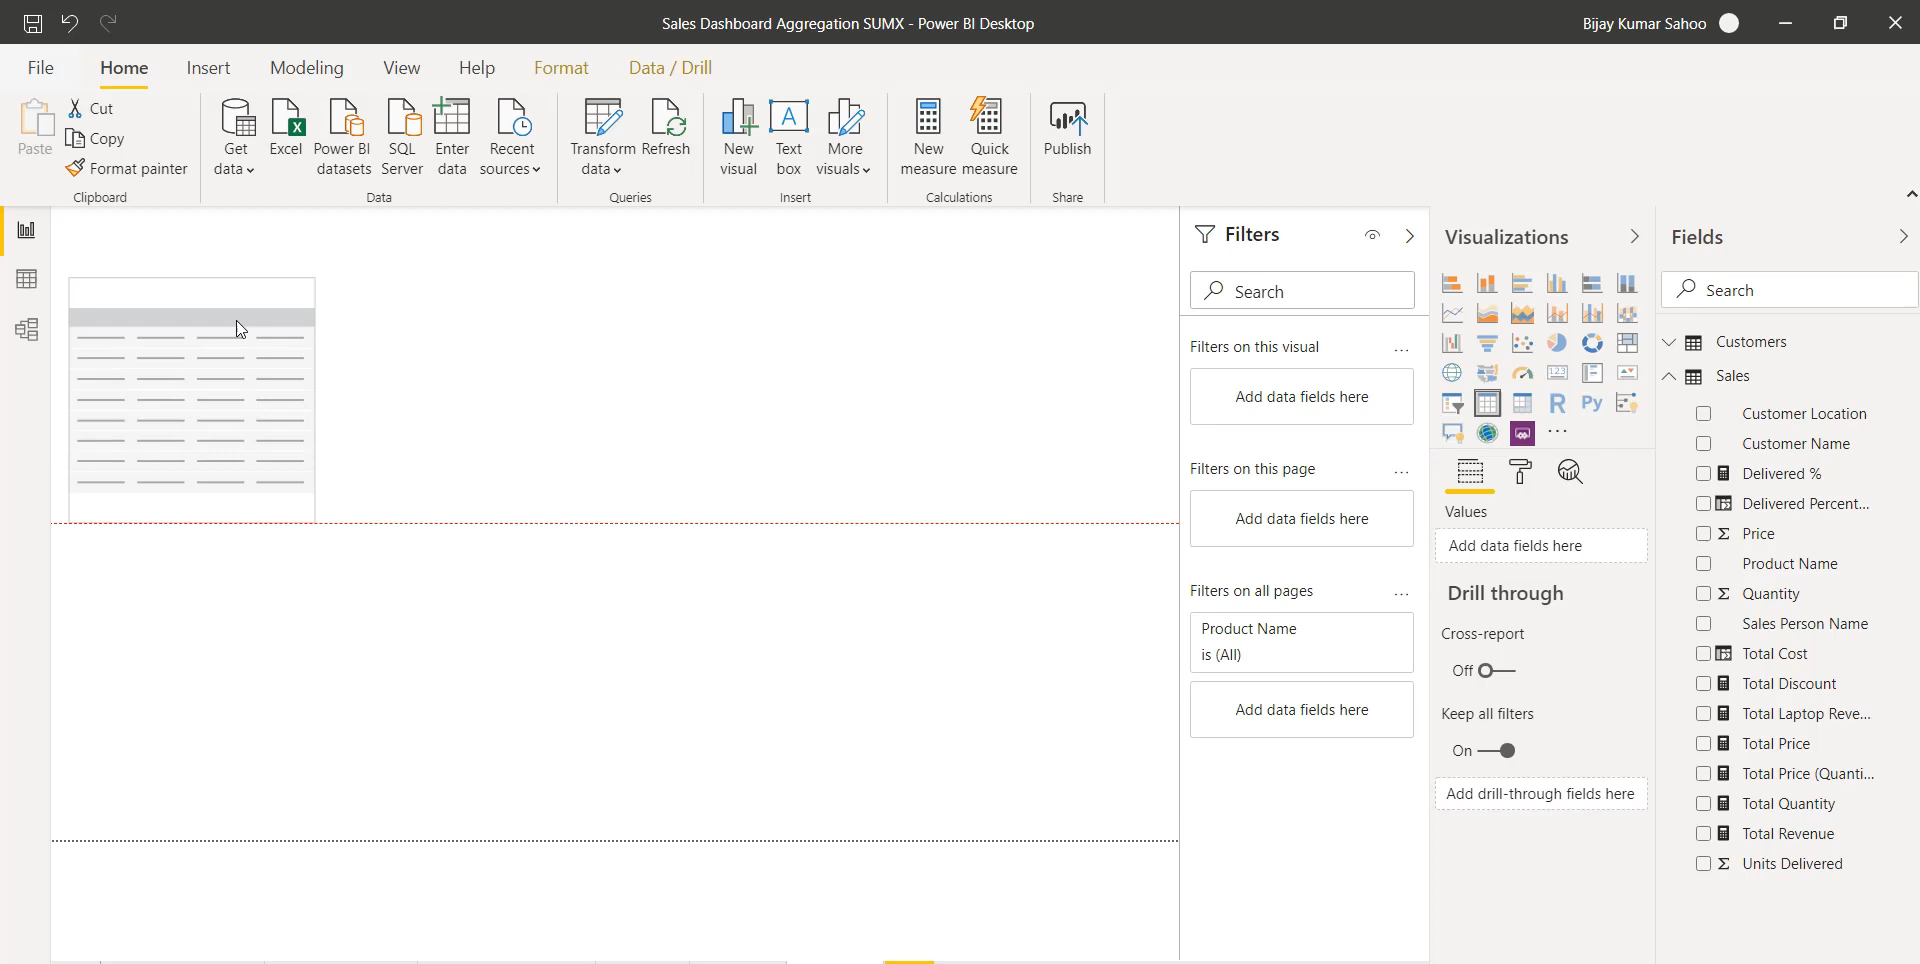 Sales Dashboard Aggregation SUMX - Power BI Desktop
Bijay Kumar Sahoo
File
Home
Insert
Modeling
View
Help
Format
Data / Drill
Paste
Cut
Copy
Format painter
Clipboard
Get
data
Excel
Power BI
datasets
SQL
Server
Enter
data
Recent
sources
Data
Transform
data
Refresh
Queries
New
visual
Text
box
A
More
visuals
Insert
New
measure
Quick
measure
Calculations
Publish
Share
Filters
Search
Filters on this visual
...
Add data fields here
Filters on this page
...
Add data fields here
Filters on all pages
...
Product Name
is (All)
Add data fields here
Visualizations
123
R
Py
...
Values
Add data fields here
Drill through
Cross-report
Off
Keep all filters
On
Add drill-through fields here
Fields
Search
Customers
Sales
Customer Location
Customer Name
Delivered %
Delivered Percent...
Σ Price
Product Name
Σ Quantity
Sales Person Name
Total Cost
Total Discount
Total Laptop Reve...
Total Price
Total Price (Quanti...
Total Quantity
Total Revenue
Σ Units Delivered